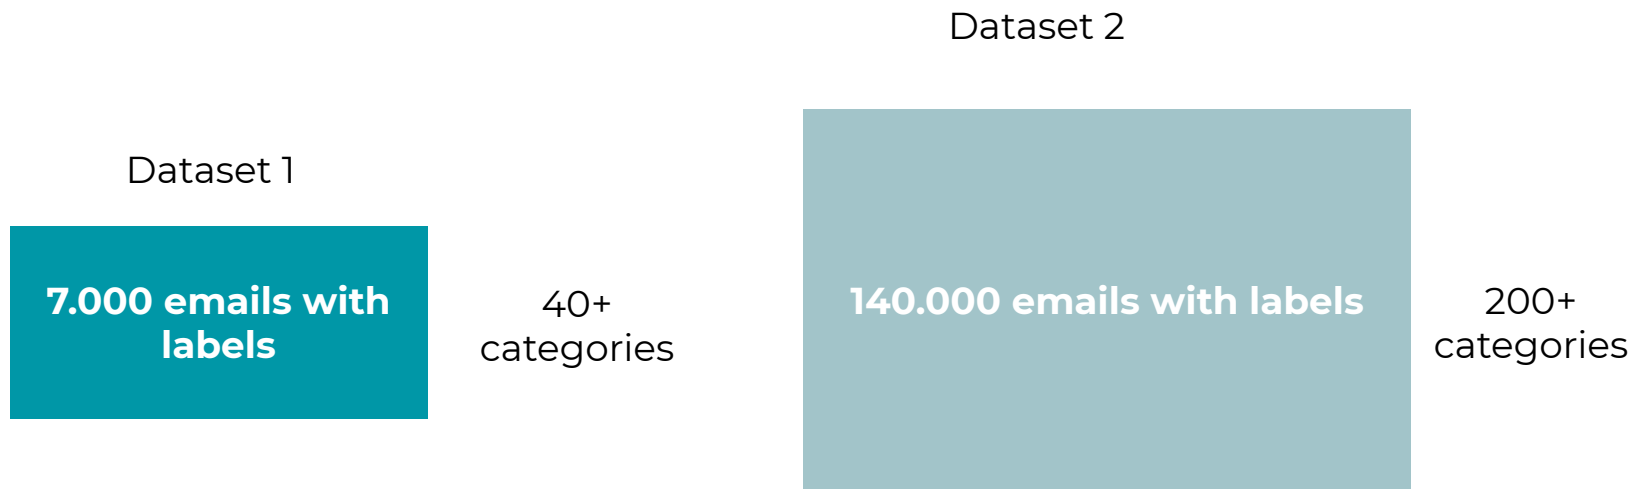 Dataset 1
7.000 emails with
labels
40+
categories
Dataset 2
140.000 emails with labels
200+
categories